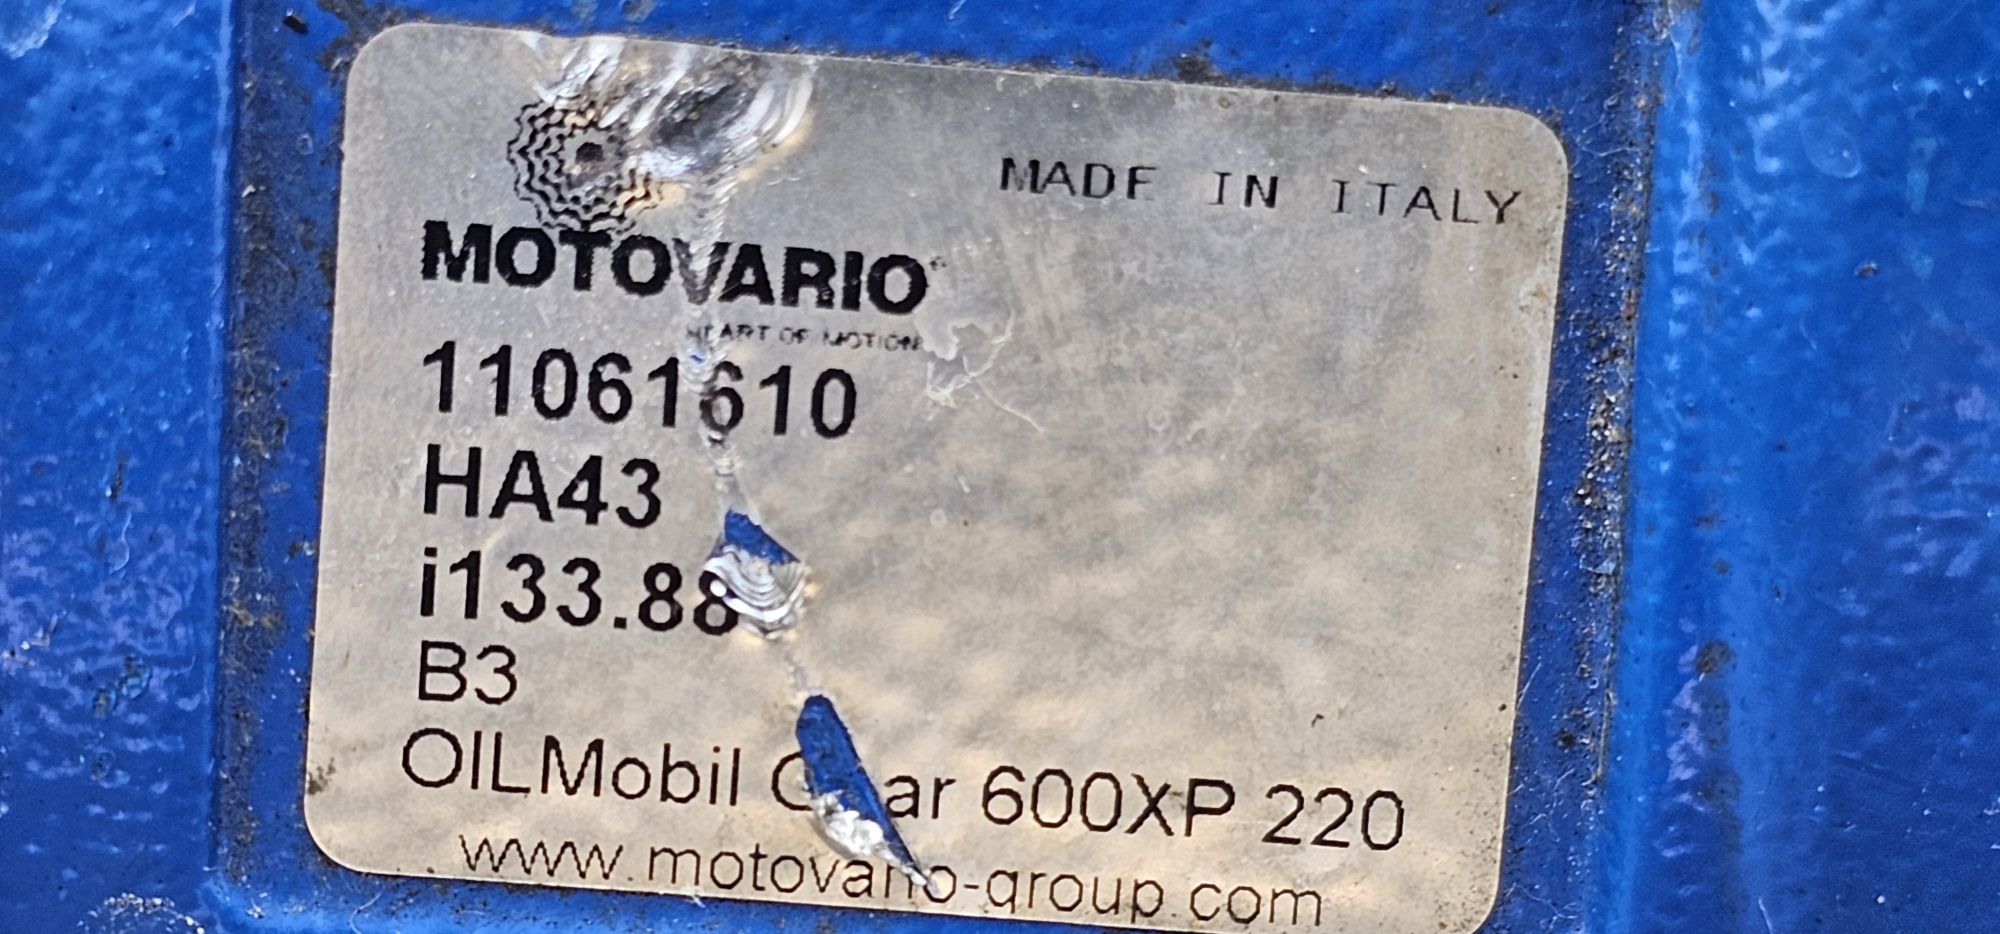 MADE IN ITALY
MOTOVARIO
HEART OF MOTION
11061610
HA43
i133.88
B3
OILMobil Gear 600XP 220
www.motovario-group.com